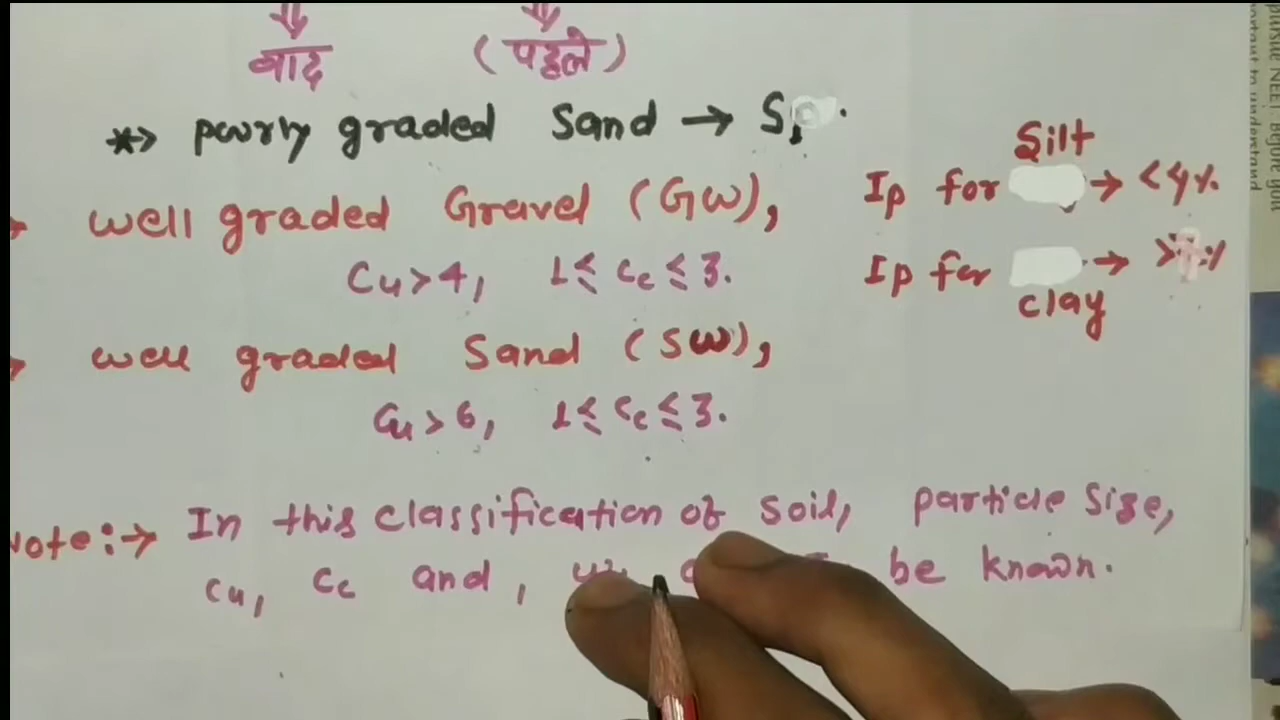 बाद (पहले)
*> poorly graded Sand → Sp.
well graded Gravel (GW),
Cu > 4, 1 ≤ Cc ≤ 3.
well graded Sand (SW),
Cu > 6, 1 ≤ Cc ≤ 3.
Silt
Ip for → <4%
Ip for → >7%
clay
Note:→ In this classification of soil, particle size,
Cu, Cc and, be known.